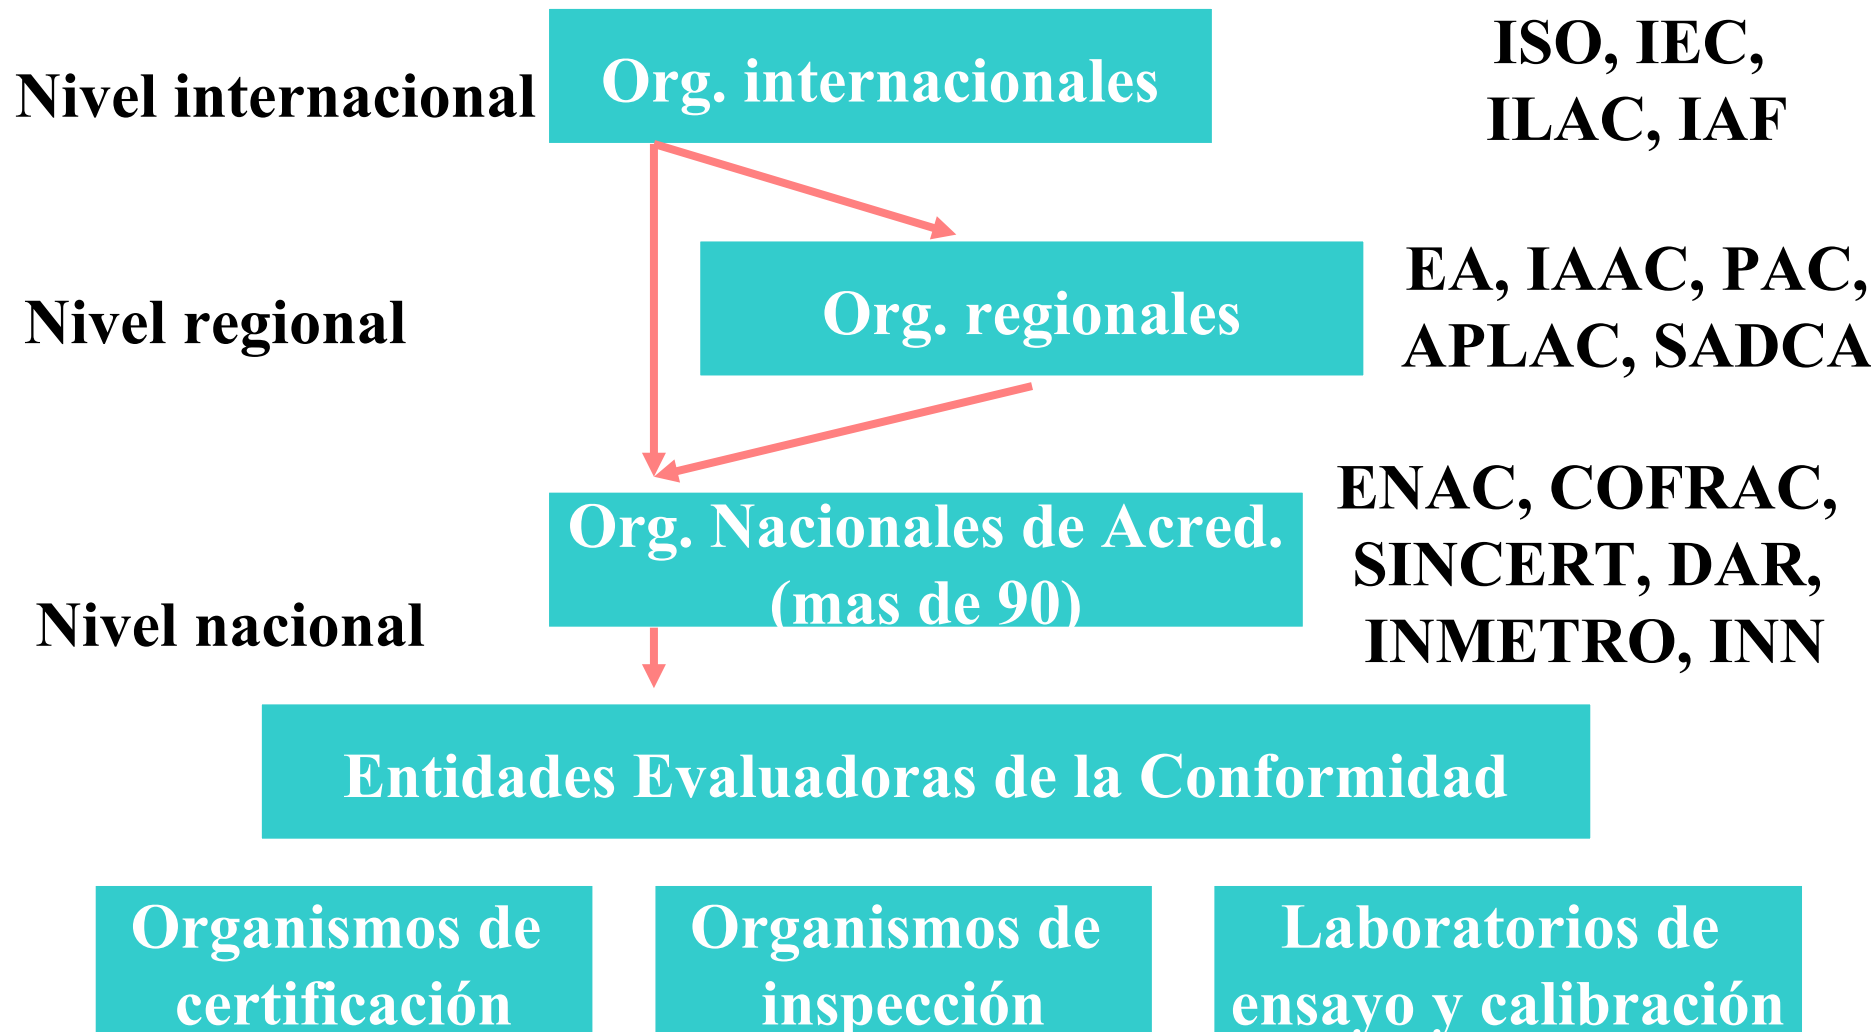 Nivel internacional
Org. internacionales
ISO, IEC,
ILAC, IAF
Nivel regional
Org. regionales
EA, IAAC, PAC,
APLAC, SADCA
Nivel nacional
Org. Nacionales de Acred.
(mas de 90)
ENAC, COFRAC,
SINCERT, DAR,
INMETRO, INN
Entidades Evaluadoras de la Conformidad
Organismos de
certificación
Organismos de
inspección
Laboratorios de
ensayo y calibración